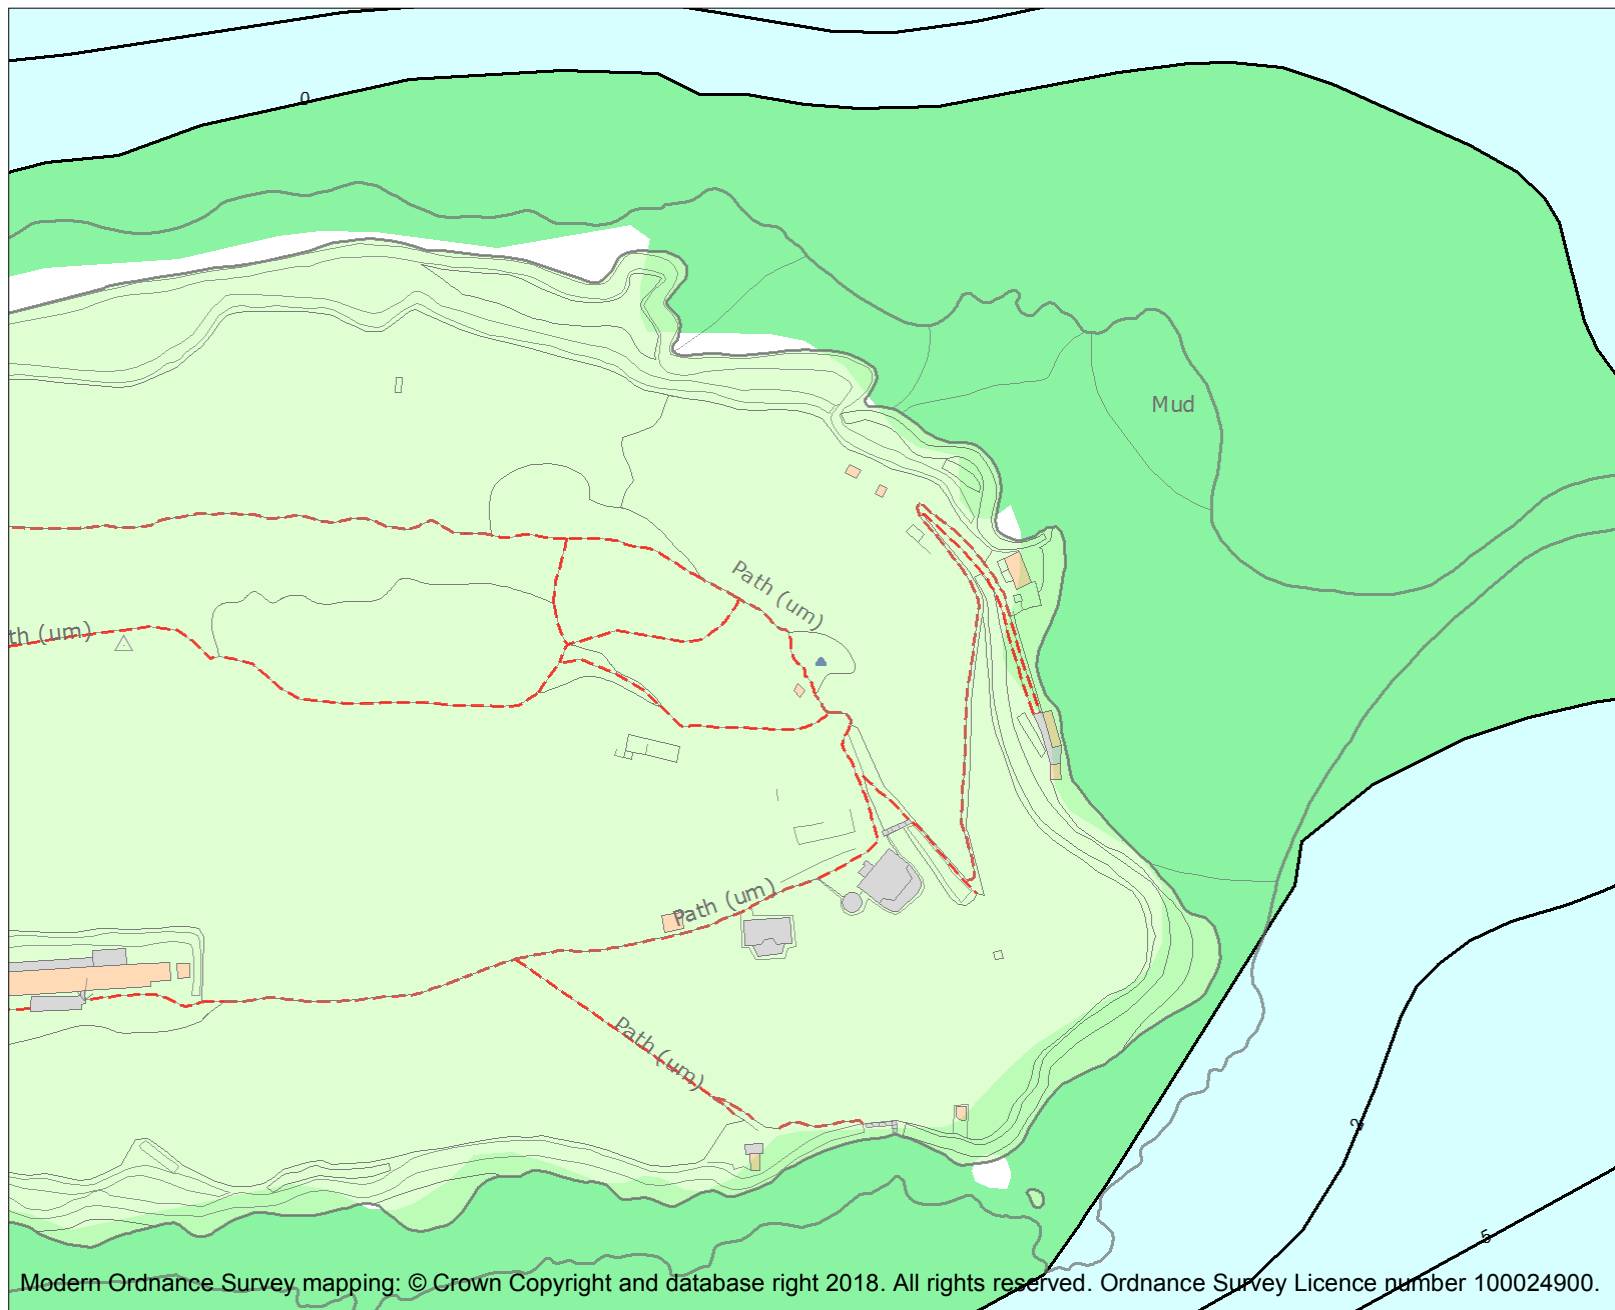 0
Mud
Path (um)
th (um)
Path (um)
Path (um)
2
5
Modern Ordnance Survey mapping: © Crown Copyright and database right 2018. All rights reserved. Ordnance Survey Licence number 100024900.